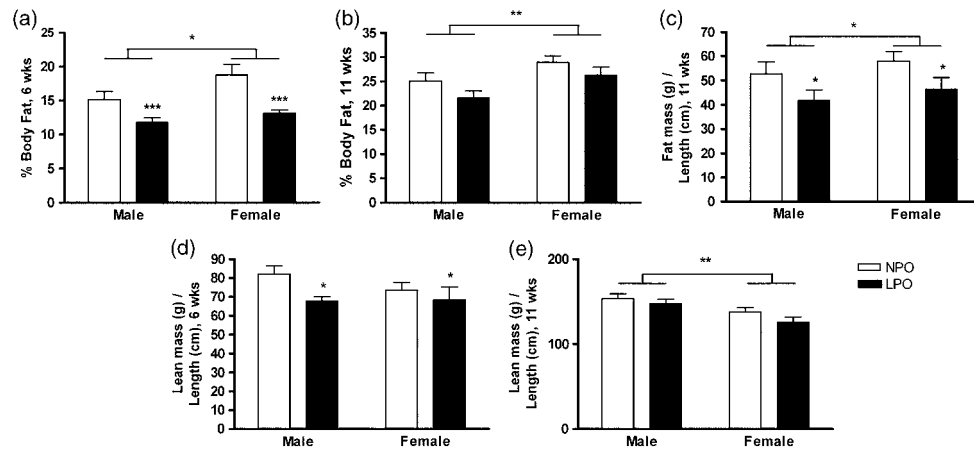 (a)
*
% Body Fat, 6 wks
25
20
15
10
5
0
***
***
Male
Female
(b)
**
% Body Fat, 11 wks
40
35
30
25
20
15
10
5
0
Male
Female
(c)
*
Fat mass (g) /
Length (cm), 11 wks
70
60
50
40
30
20
10
0
*
*
Male
Female
(d)
Lean mass (g) /
Length (cm), 6 wks
90
80
70
60
50
40
30
20
10
0
*
*
Male
Female
(e)
**
Lean mass (g) /
Length (cm), 11 wks
200
100
0
Male
Female
NPO
LPO